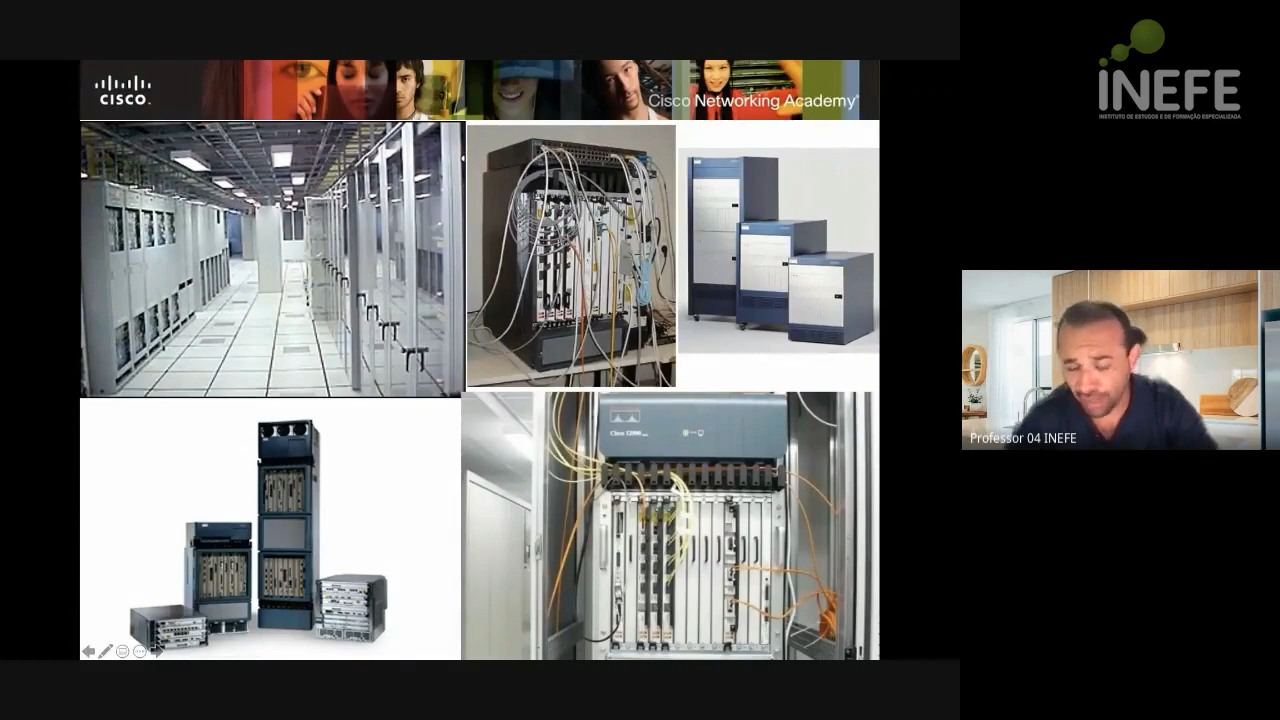 CISCO
Cisco Networking Academy®
INEFE
INSTITUTO DE ESTUDOS E DE FORMAÇÃO ESPECIALIZADA
Professor 04 INEFE
Cisco 12000